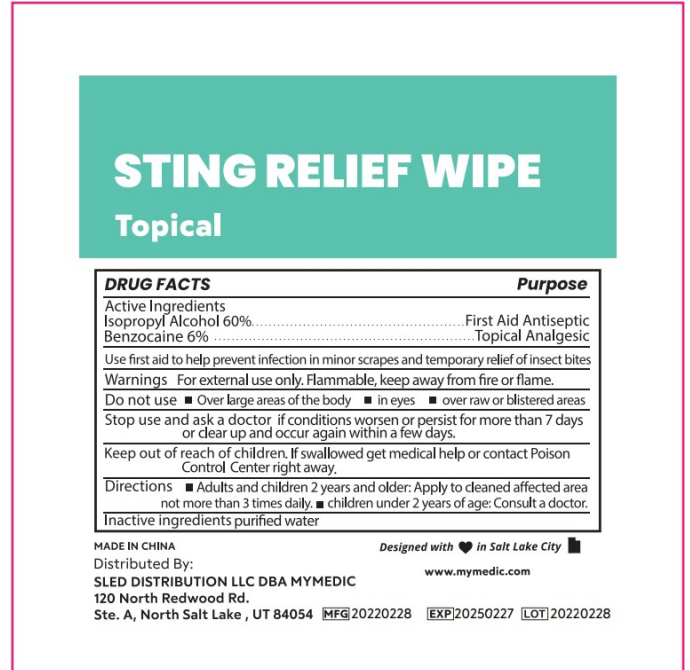 STING RELIEF WIPE
Topical
DRUG FACTS Purpose
Active Ingredients
Isopropyl Alcohol 60%.......................................................First Aid Antiseptic
Benzocaine 6% ...................................................................Topical Analgesic
Use first aid to help prevent infection in minor scrapes and temporary relief of insect bites
Warnings For external use only. Flammable, keep away from fire or flame.
Do not use ■ Over large areas of the body ■ in eyes ■ over raw or blistered areas
Stop use and ask a doctor if conditions worsen or persist for more than 7 days
or clear up and occur again within a few days.
Keep out of reach of children. If swallowed get medical help or contact Poison
Control Center right away.
Directions ■ Adults and children 2 years and older: Apply to cleaned affected area
not more than 3 times daily. ■ children under 2 years of age: Consult a doctor.
Inactive ingredients purified water
MADE IN CHINA
Designed with ♥ in Salt Lake City
Distributed By:
www.mymedic.com
SLED DISTRIBUTION LLC DBA MYMEDIC
120 North Redwood Rd.
Ste. A, North Salt Lake , UT 84054 MFG 20220228 EXP 20250227 LOT 20220228